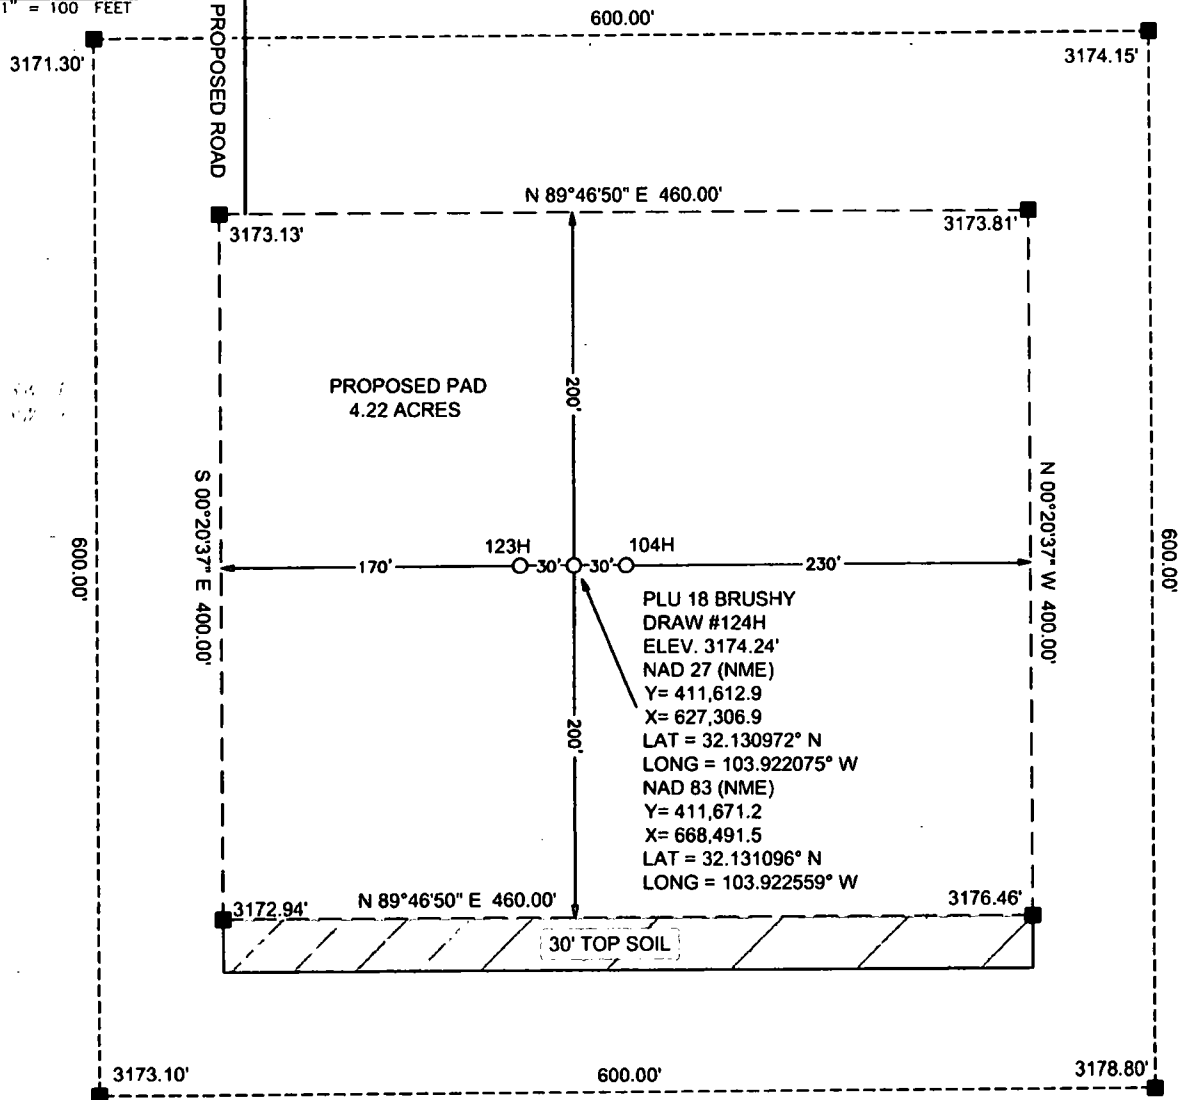 1" = 100 FEET
600.00'
3171.30'
3174.15'
PROPOSED ROAD
N 89°46'50" E 460.00'
3173.13'
3173.81'
PROPOSED PAD
4.22 ACRES
200'
S 00°20'37" E 400.00'
N 00°20'37" W 400.00'
600.00'
600.00'
123H
104H
170'
30'
30'
230'
PLU 18 BRUSHY
DRAW #124H
ELEV. 3174.24'
NAD 27 (NME)
Y= 411,612.9
X= 627,306.9
LAT = 32.130972° N
LONG = 103.922075° W
NAD 83 (NME)
Y= 411,671.2
X= 668,491.5
LAT = 32.131096° N
LONG = 103.922559° W
200'
3172.94'
N 89°46'50" E 460.00'
3176.46'
30' TOP SOIL
3173.10'
600.00'
3178.80'